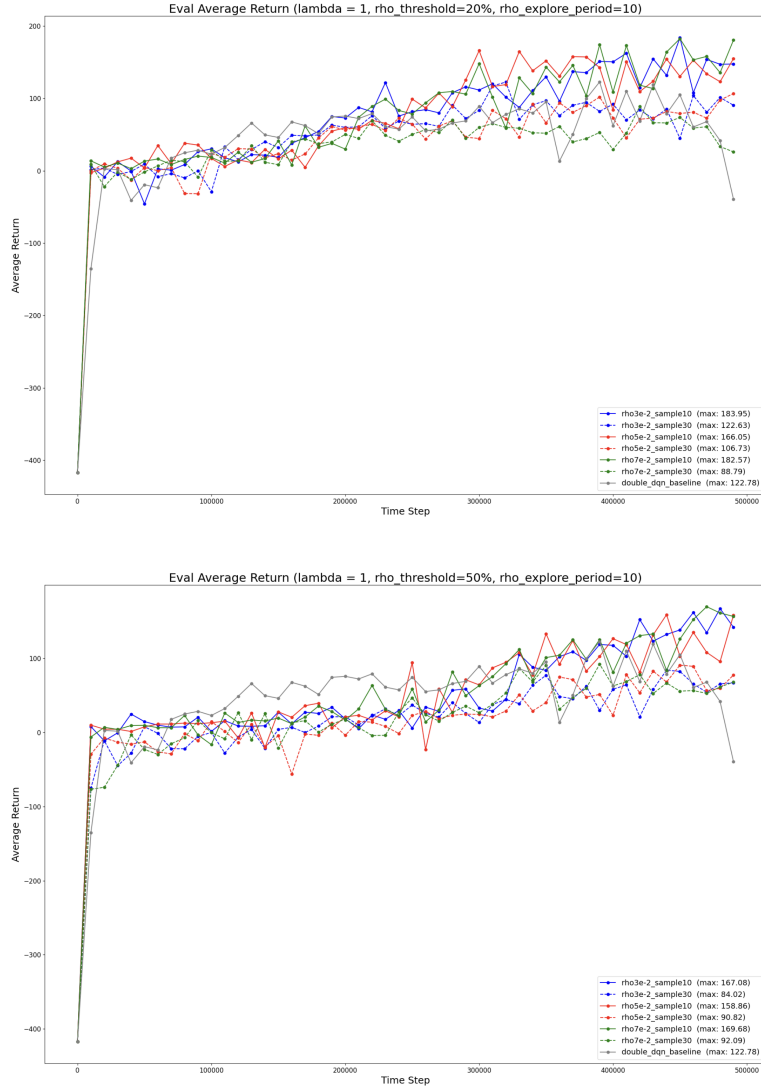 Eval Average Return (lambda = 1, rho_threshold=20%, rho_explore_period=10)
200
100
0
−100
−200
−300
−400
Average Return
0
100000
200000
300000
400000
500000
Time Step
rho3e-2_sample10 (max: 183.95)
rho3e-2_sample30 (max: 122.63)
rho5e-2_sample10 (max: 166.05)
rho5e-2_sample30 (max: 106.73)
rho7e-2_sample10 (max: 182.57)
rho7e-2_sample30 (max: 88.79)
double_dqn_baseline (max: 122.78)
Eval Average Return (lambda = 1, rho_threshold=50%, rho_explore_period=10)
100
0
−100
−200
−300
−400
Average Return
0
100000
200000
300000
400000
500000
Time Step
rho3e-2_sample10 (max: 167.08)
rho3e-2_sample30 (max: 84.02)
rho5e-2_sample10 (max: 158.86)
rho5e-2_sample30 (max: 90.82)
rho7e-2_sample10 (max: 169.68)
rho7e-2_sample30 (max: 92.09)
double_dqn_baseline (max: 122.78)